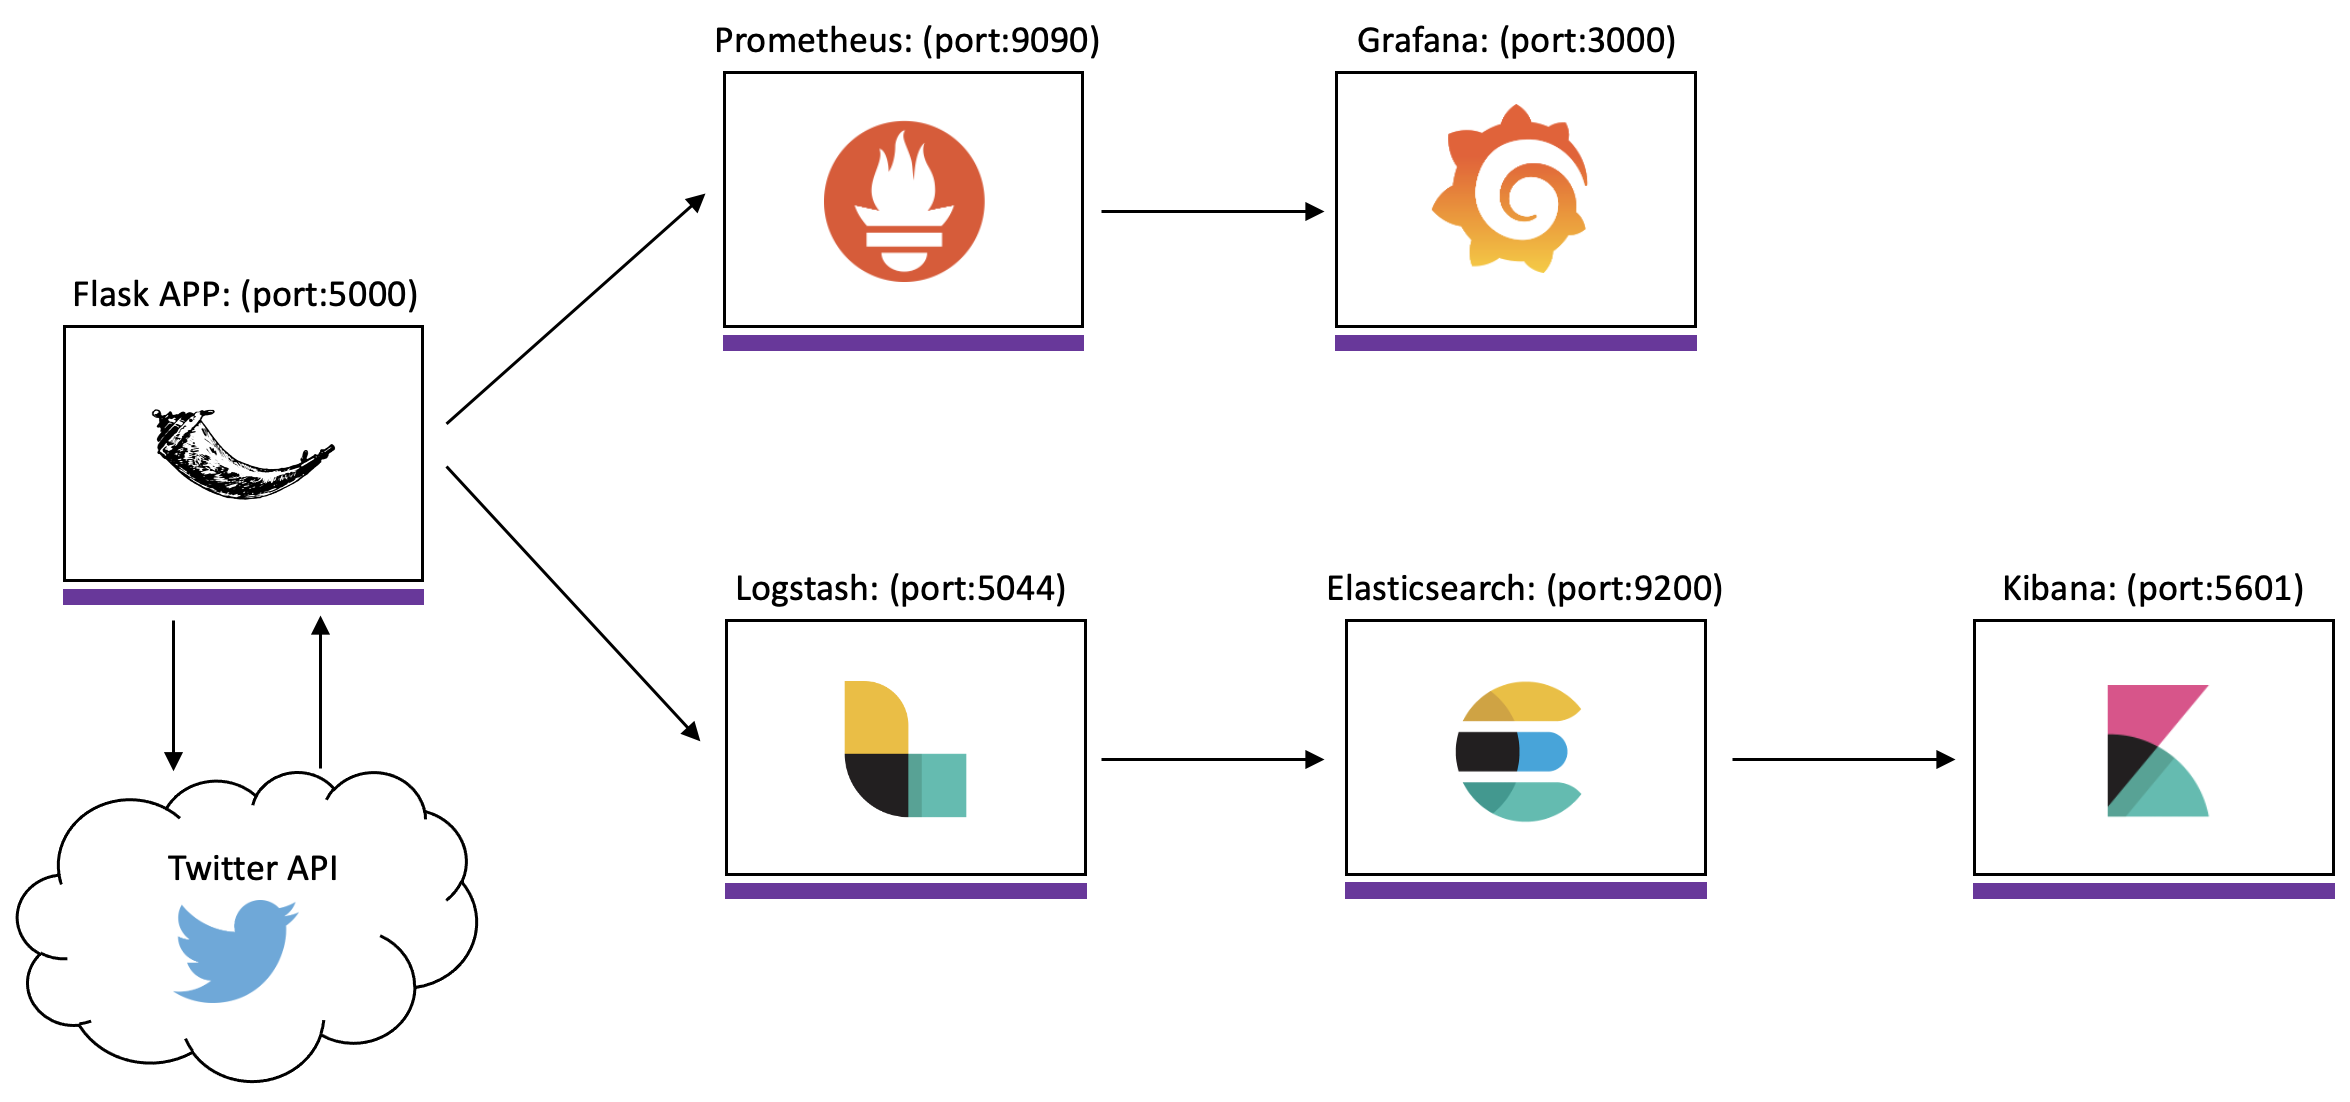 Prometheus: (port:9090)
Grafana: (port:3000)
Flask APP: (port:5000)
Logstash: (port:5044)
Elasticsearch: (port:9200)
Kibana: (port:5601)
Twitter API